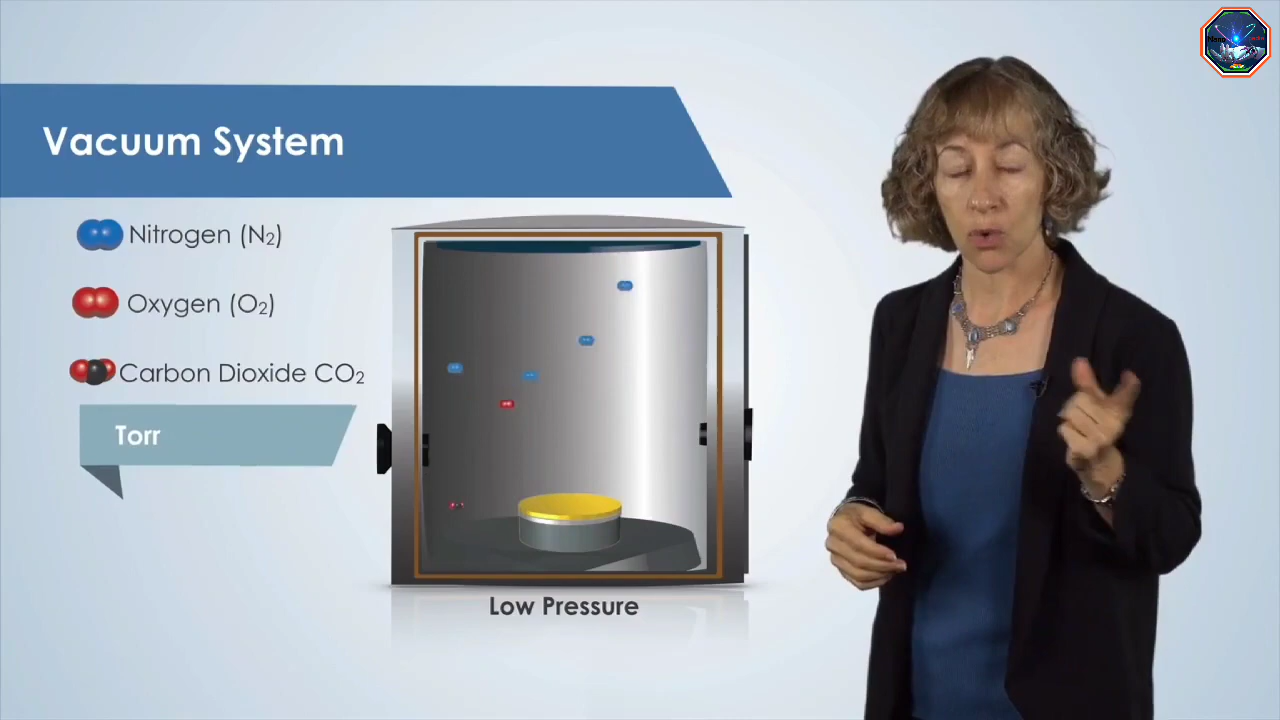 Vacuum System
Nitrogen (N₂)
Oxygen (O₂)
Carbon Dioxide CO₂
Torr
Low Pressure